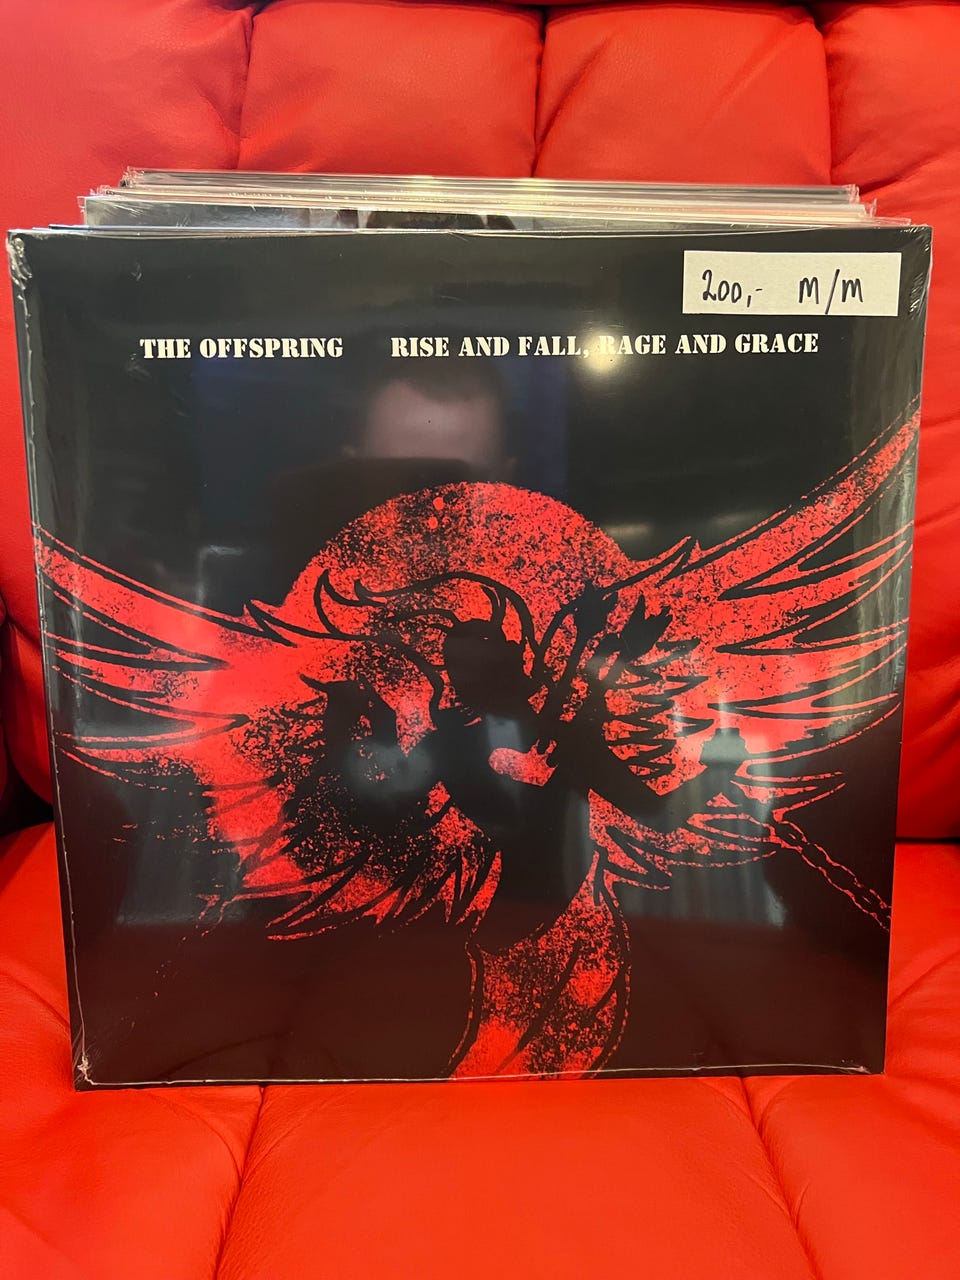 200,- M/M
THE OFFSPRING RISE AND FALL, RAGE AND GRACE